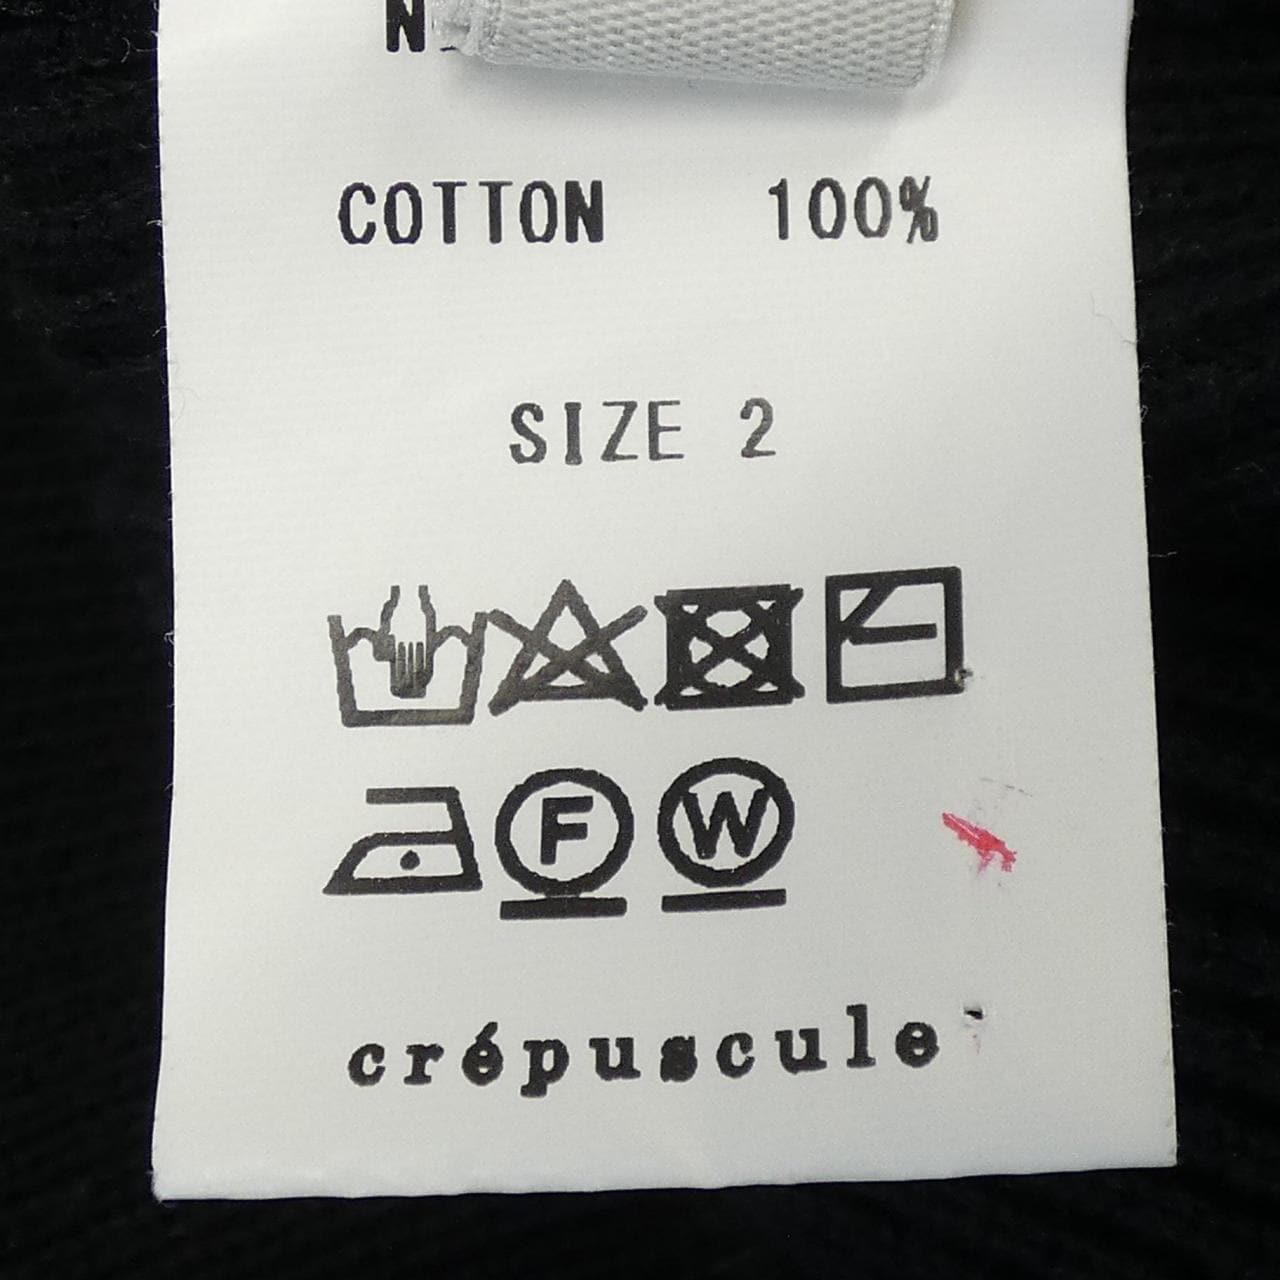 COTTON 100%
SIZE 2
F W
crépuscule